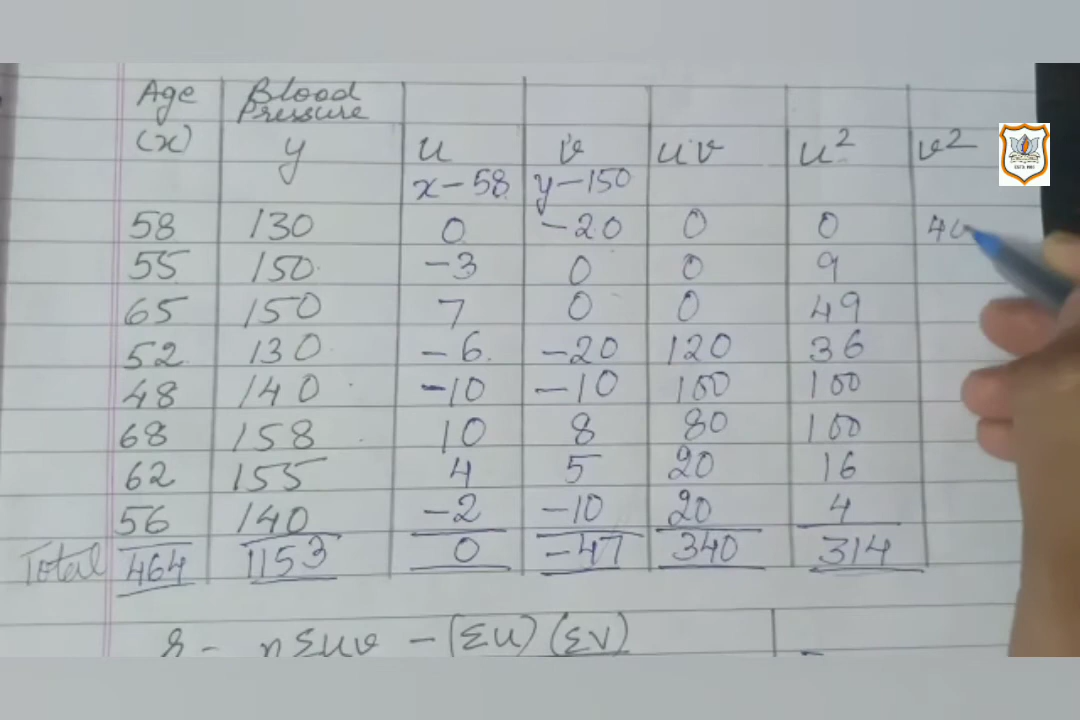 Age Blood Pressure
(x) y u v uv u² v²
x-58 y-150
58 130 0 -20 0 0 40
55 150 -3 0 0 9
65 150 7 0 0 49
52 130 -6 -20 120 36
48 140 -10 -10 100 100
68 158 10 8 80 100
62 155 4 5 20 16
56 140 -2 -10 20 4
Total 464 1153 0 -47 340 314
r - nΣuv - (Σu) (Σv)